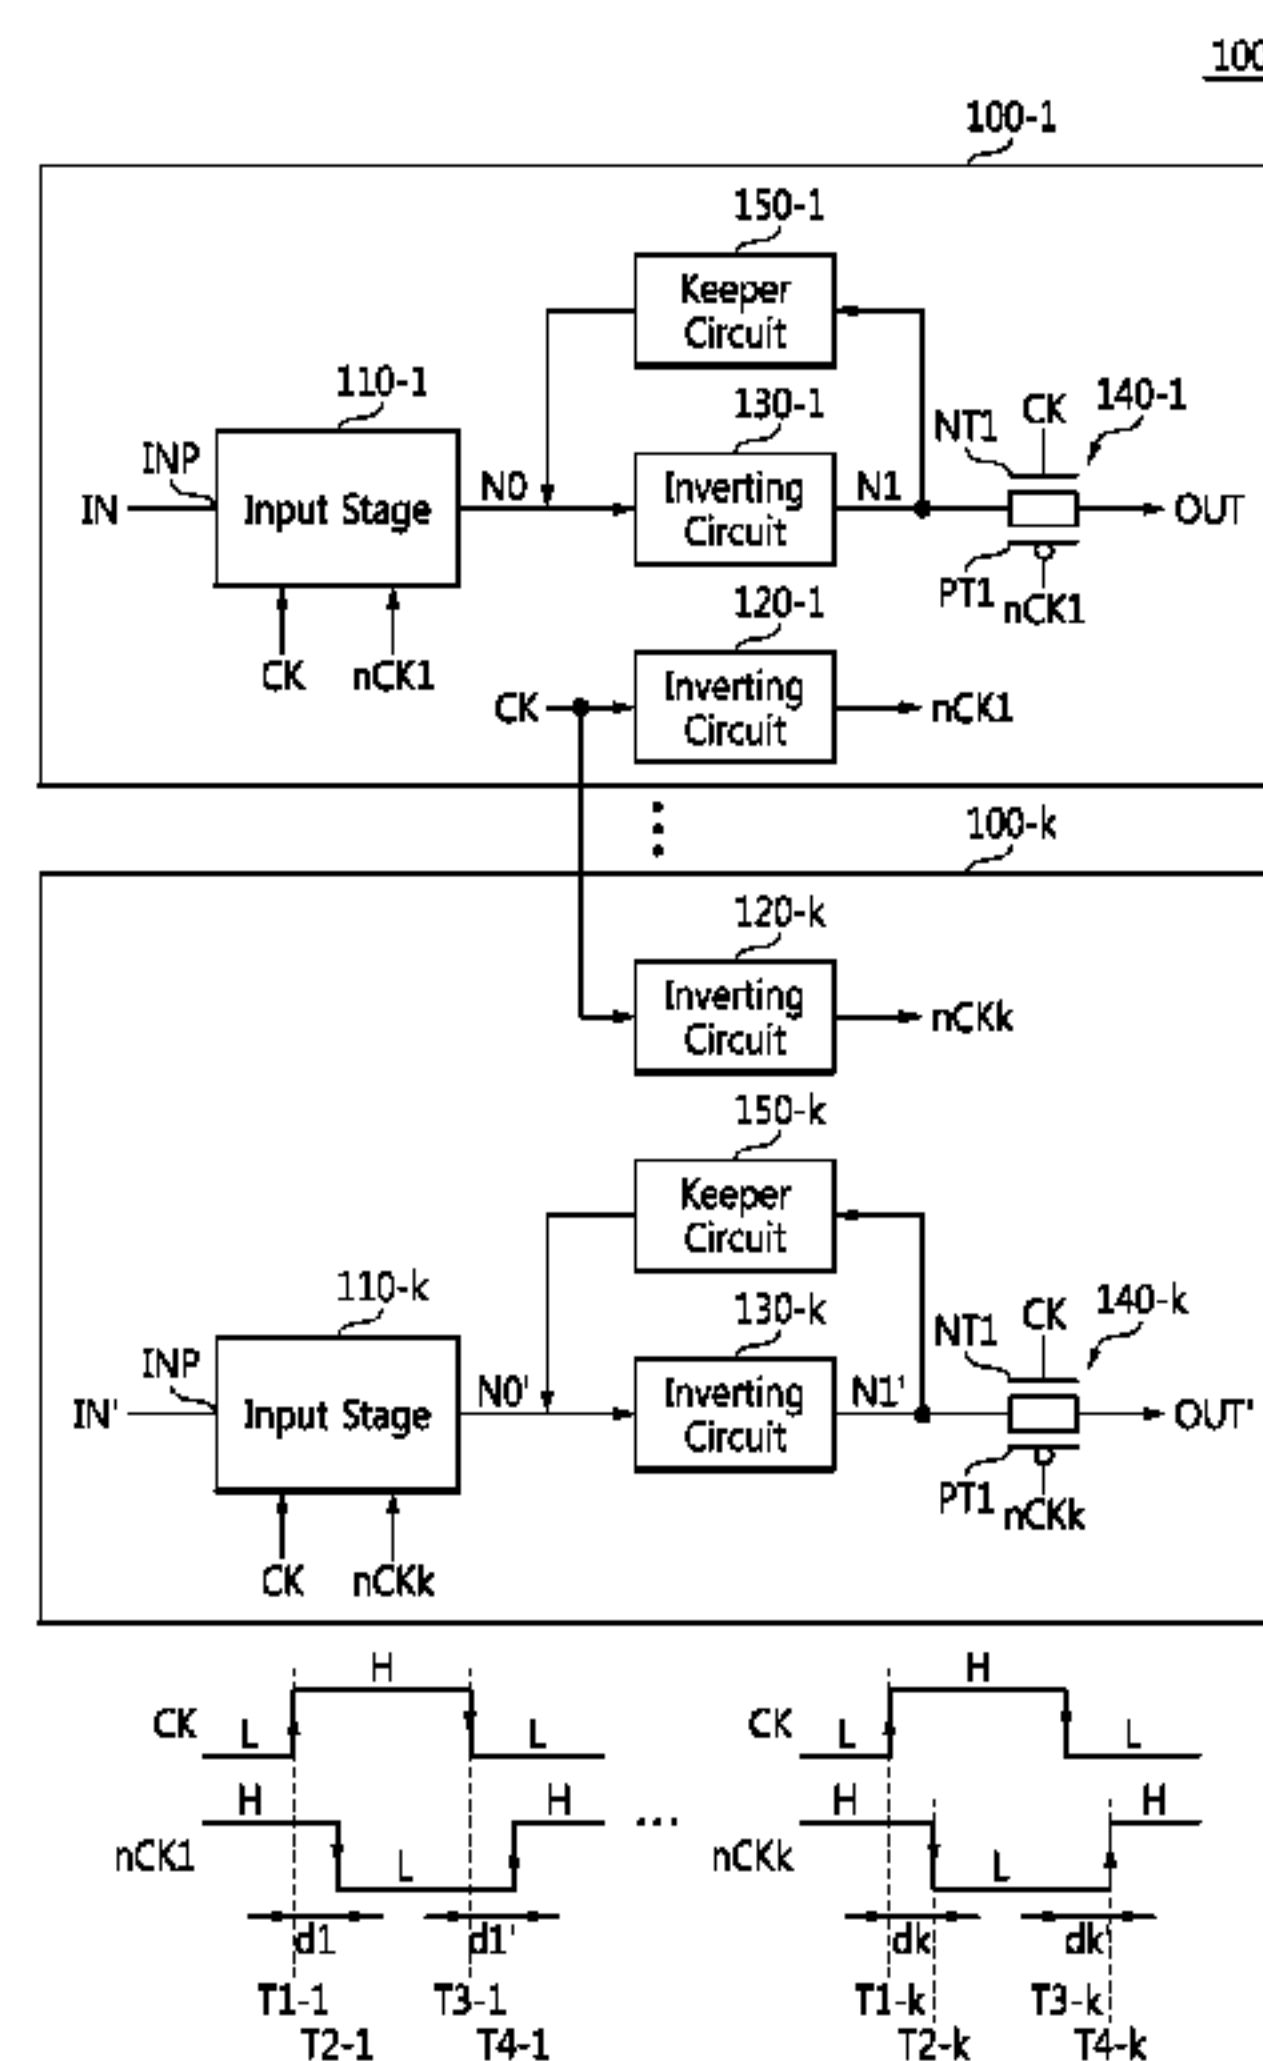 100
100-1
150-1
Keeper
Circuit
110-1
130-1
NT1
CK
140-1
INP
IN
Input Stage
N0
Inverting
Circuit
N1
OUT
PT1
nCK1
CK
nCK1
120-1
CK
Inverting
Circuit
nCK1
100-k
120-k
Inverting
Circuit
nCKk
150-k
Keeper
Circuit
110-k
130-k
NT1
CK
140-k
INP
IN'
Input Stage
N0'
Inverting
Circuit
N1'
OUT'
PT1
nCKk
CK
nCKk
CK L H L
nCK1 H L H
d1 d1'
T1-1 T3-1
T2-1 T4-1
...
CK L H L
nCKk H L H
dk dk'
T1-k T3-k
T2-k T4-k